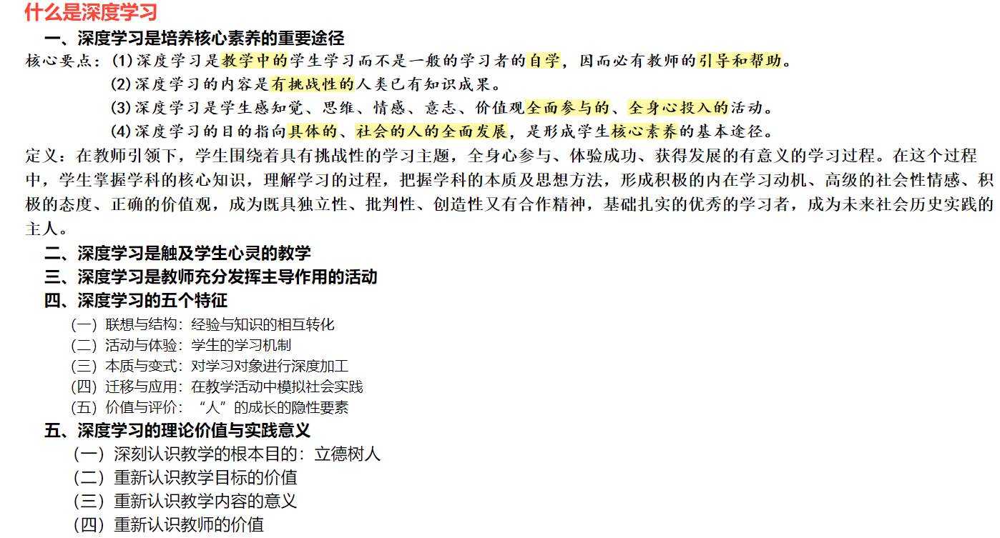 什么是深度学习
一、深度学习是培养核心素养的重要途径
核心要点：(1)深度学习是教学中的学生学习而不是一般的学习者的自学，因而必有教师的引导和帮助。
(2)深度学习的内容是有挑战性的人类已有知识成果。
(3)深度学习是学生感知觉、思维、情感、意志、价值观全面参与的、全身心投入的活动。
(4)深度学习的目的指向具体的、社会的人的全面发展，是形成学生核心素养的基本途径。
定义：在教师引领下，学生围绕着具有挑战性的学习主题，全身心参与、体验成功、获得发展的有意义的学习过程。在这个过程
中，学生掌握学科的核心知识，理解学习的过程，把握学科的本质及思想方法，形成积极的内在学习动机、高级的社会性情感、积
极的态度、正确的价值观，成为既具独立性、批判性、创造性又有合作精神，基础扎实的优秀的学习者，成为未来社会历史实践的
主人。
二、深度学习是触及学生心灵的教学
三、深度学习是教师充分发挥主导作用的活动
四、深度学习的五个特征
（一）联想与结构：经验与知识的相互转化
（二）活动与体验：学生的学习机制
（三）本质与变式：对学习对象进行深度加工
（四）迁移与应用：在教学活动中模拟社会实践
（五）价值与评价：“人”的成长的隐性要素
五、深度学习的理论价值与实践意义
（一）深刻认识教学的根本目的：立德树人
（二）重新认识教学目标的价值
（三）重新认识教学内容的意义
（四）重新认识教师的价值